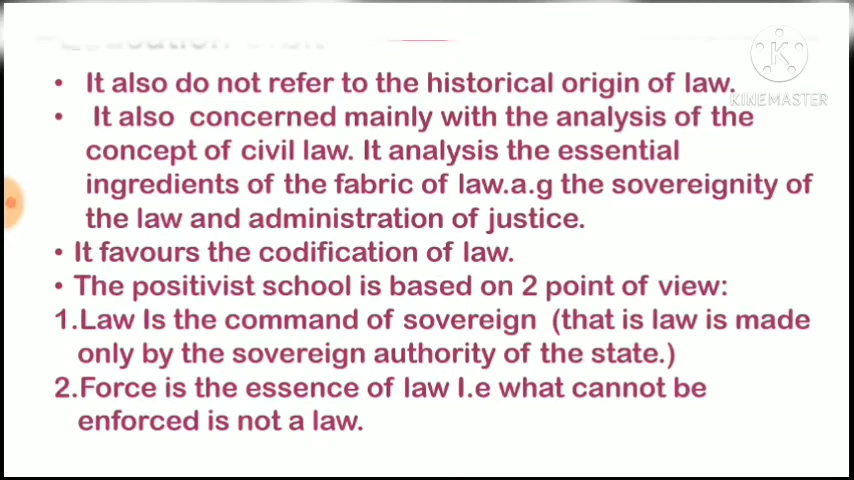 K
KINEMASTER
• It also do not refer to the historical origin of law.
• It also concerned mainly with the analysis of the
concept of civil law. It analysis the essential
ingredients of the fabric of law.a.g the sovereignity of
the law and administration of justice.
• It favours the codification of law.
• The positivist school is based on 2 point of view:
1.Law Is the command of sovereign (that is law is made
only by the sovereign authority of the state.)
2.Force is the essence of law I.e what cannot be
enforced is not a law.